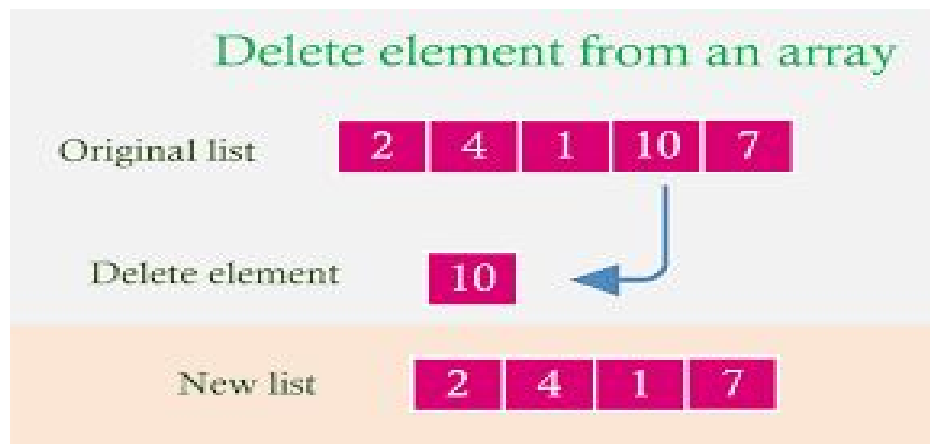 Delete element from an array
Original list 2 4 1 10 7
Delete element 10
New list 2 4 1 7